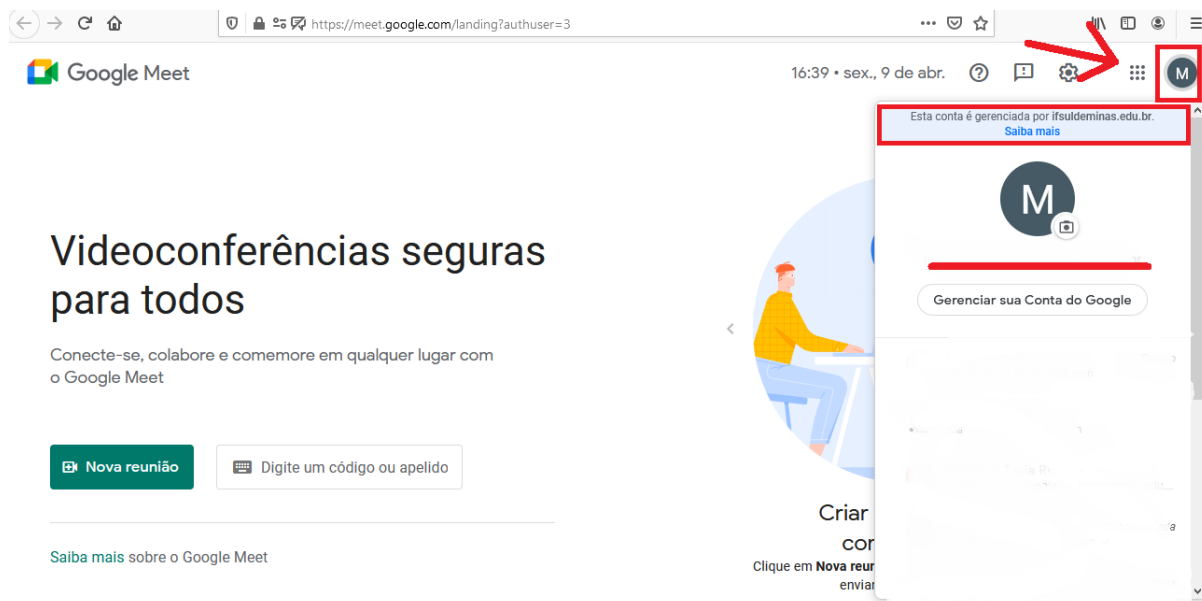 https://meet.google.com/landing?authuser=3
Google Meet
16:39 • sex., 9 de abr.
M
Esta conta é gerenciada por ifsuldeminas.edu.br.
Saiba mais
M
Gerenciar sua Conta do Google
Videoconferências seguras
para todos
Conecte-se, colabore e comemore em qualquer lugar com
o Google Meet
Nova reunião
Digite um código ou apelido
Saiba mais sobre o Google Meet
Criar
Clique em Nova